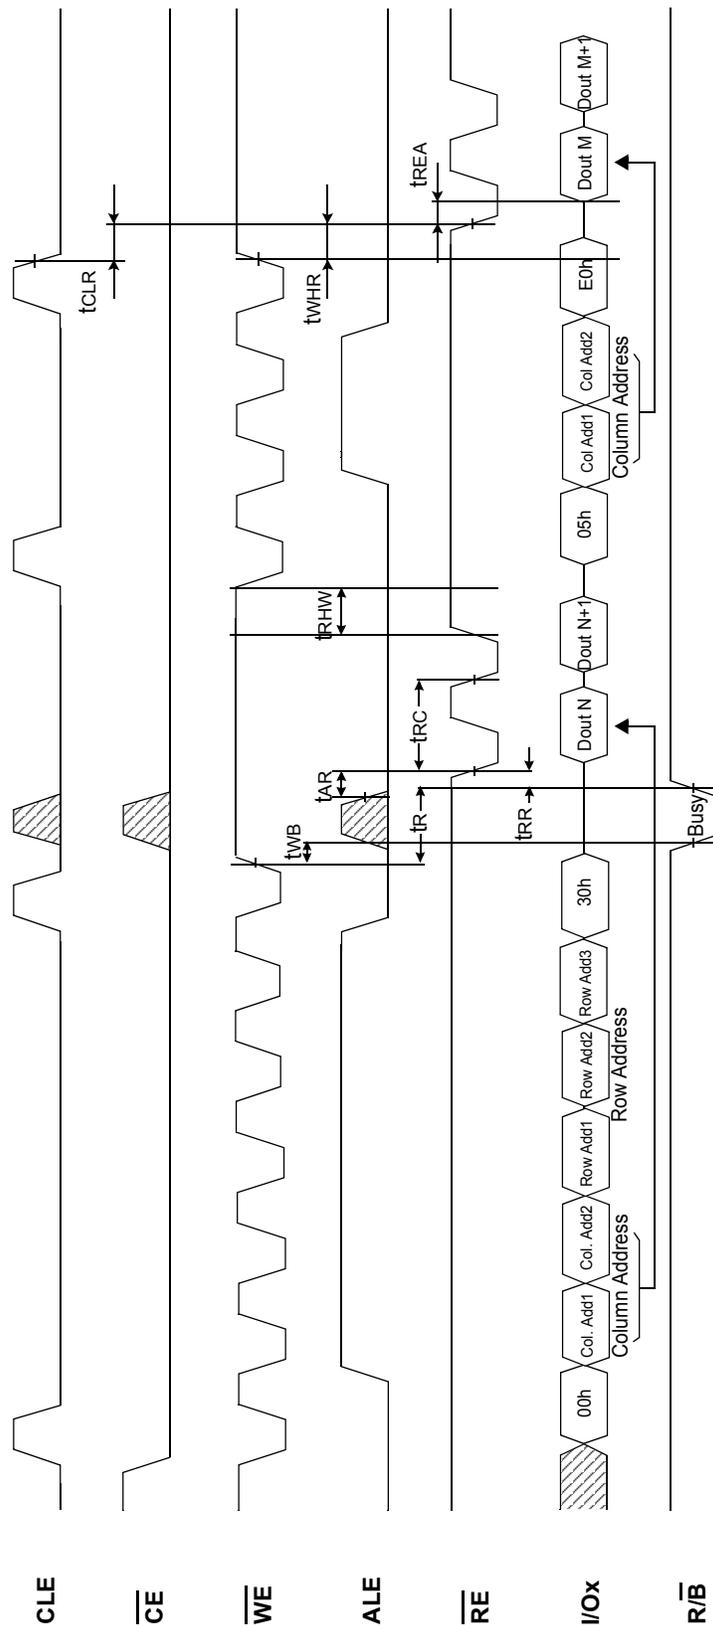 CLE
tCLR
CE
WE
tWB
tWHR
ALE
tAR
tRHW
tR
tRC
tREA
RE
tRR
I/Ox
00h
Col. Add1
Col. Add2
Row Add1
Row Add2
Row Add3
30h
Dout N
Dout N+1
05h
Col Add1
Col Add2
E0h
Dout M
Dout M+1
Column Address
Row Address
Column Address
R/B
Busy